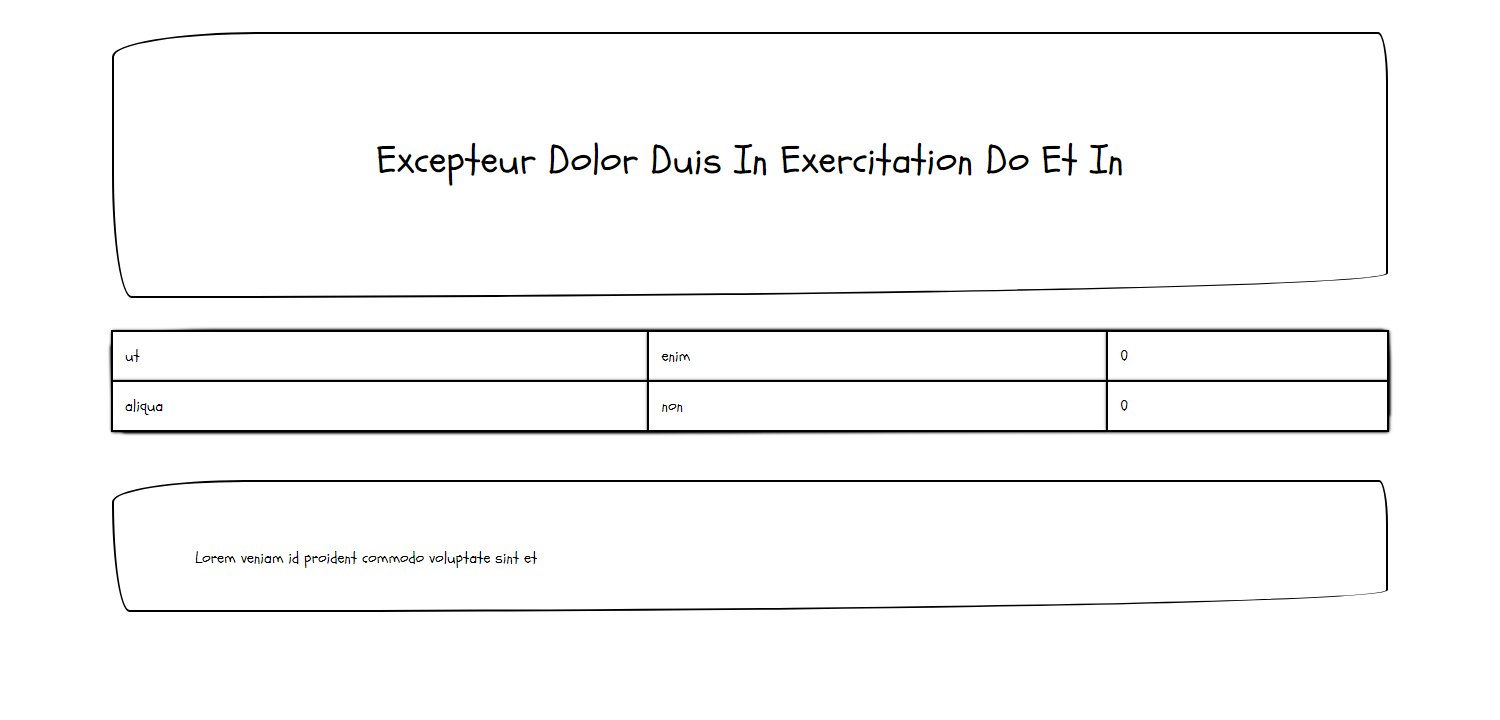 Excepteur Dolor Duis In Exercitation Do Et In
ut enim 0
aliqua non 0
Lorem veniam id proident commodo voluptate sint et